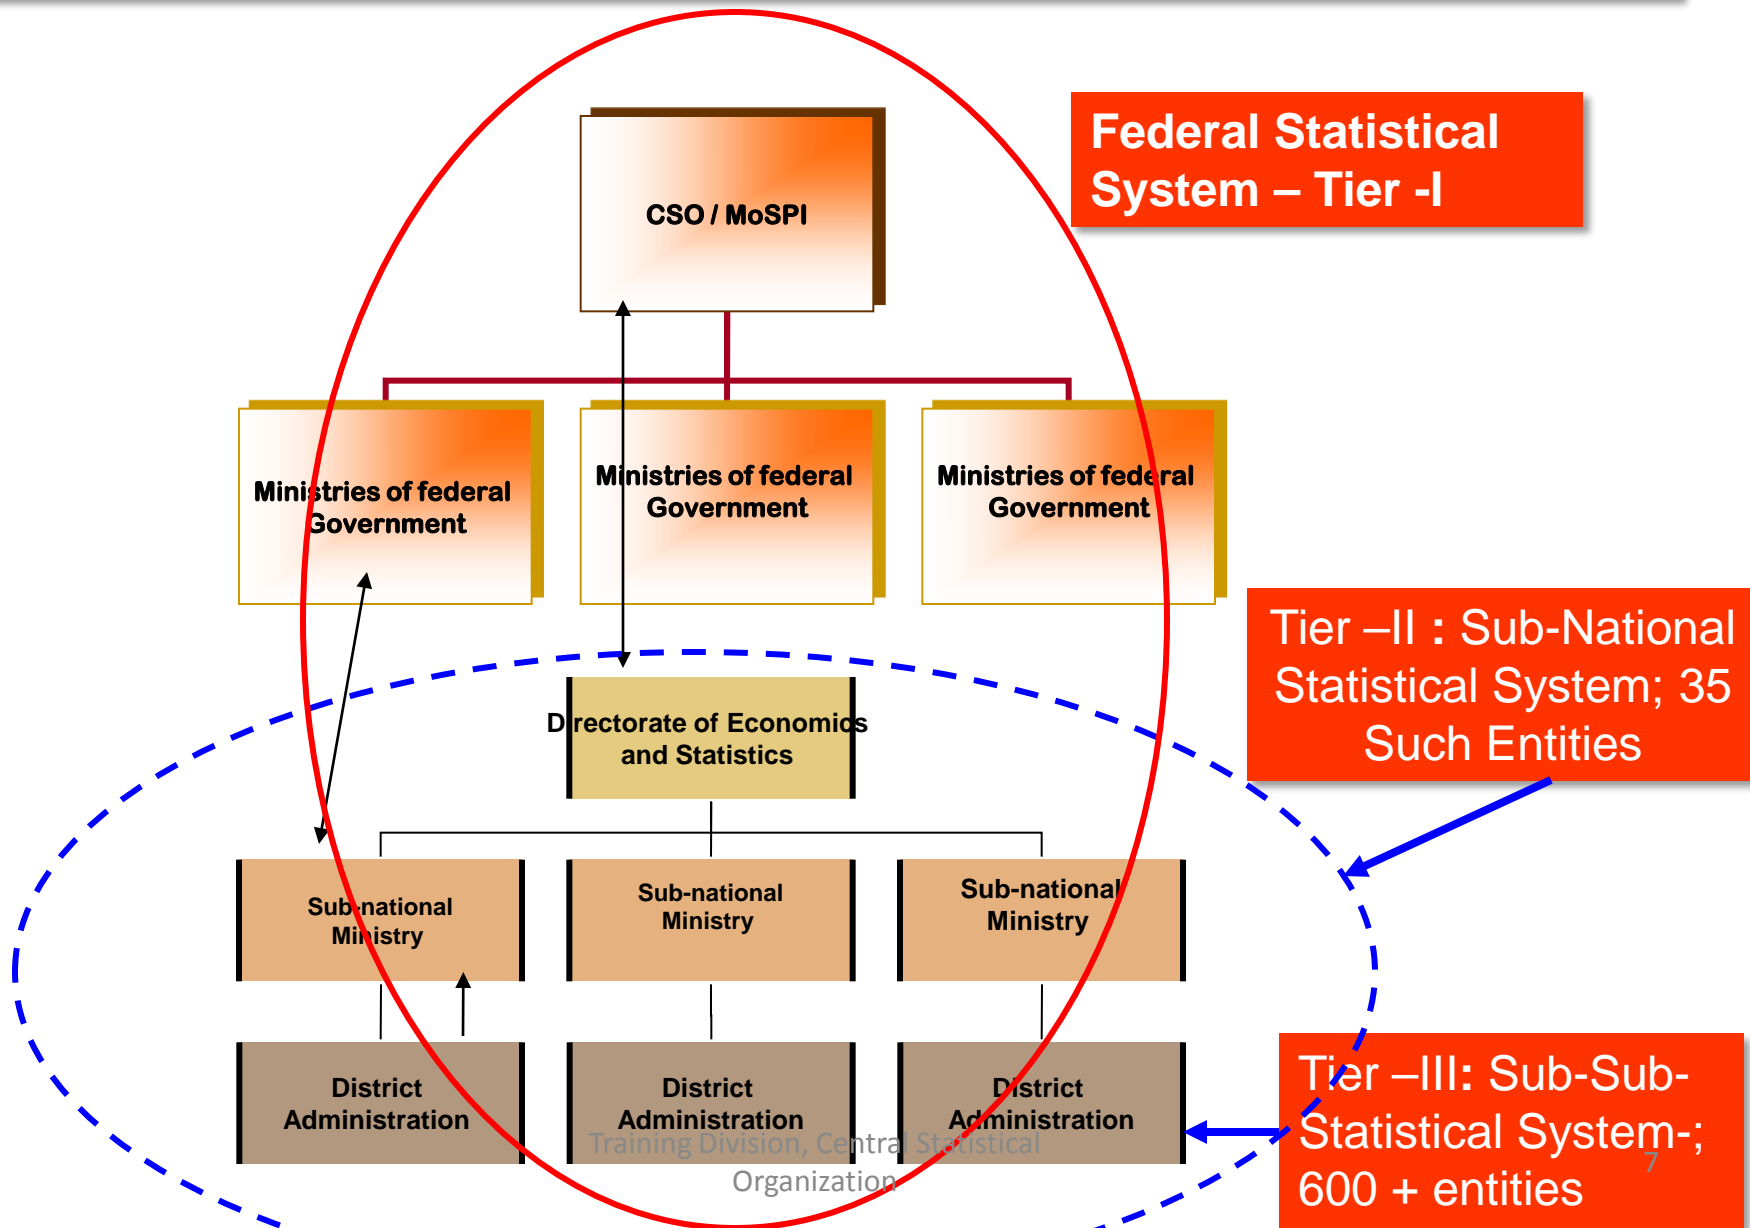 Federal Statistical
System – Tier -I
CSO / MoSPI
Ministries of federal
Government
Ministries of federal
Government
Ministries of federal
Government
Tier –II : Sub-National
Statistical System; 35
Such Entities
Directorate of Economics
and Statistics
Sub-national
Ministry
Sub-national
Ministry
Sub-national
Ministry
District
Administration
District
Administration
District
Administration
Tier –III: Sub-Sub-
Statistical System-;
600 + entities
Training Division, Central Statistical
Organization
7